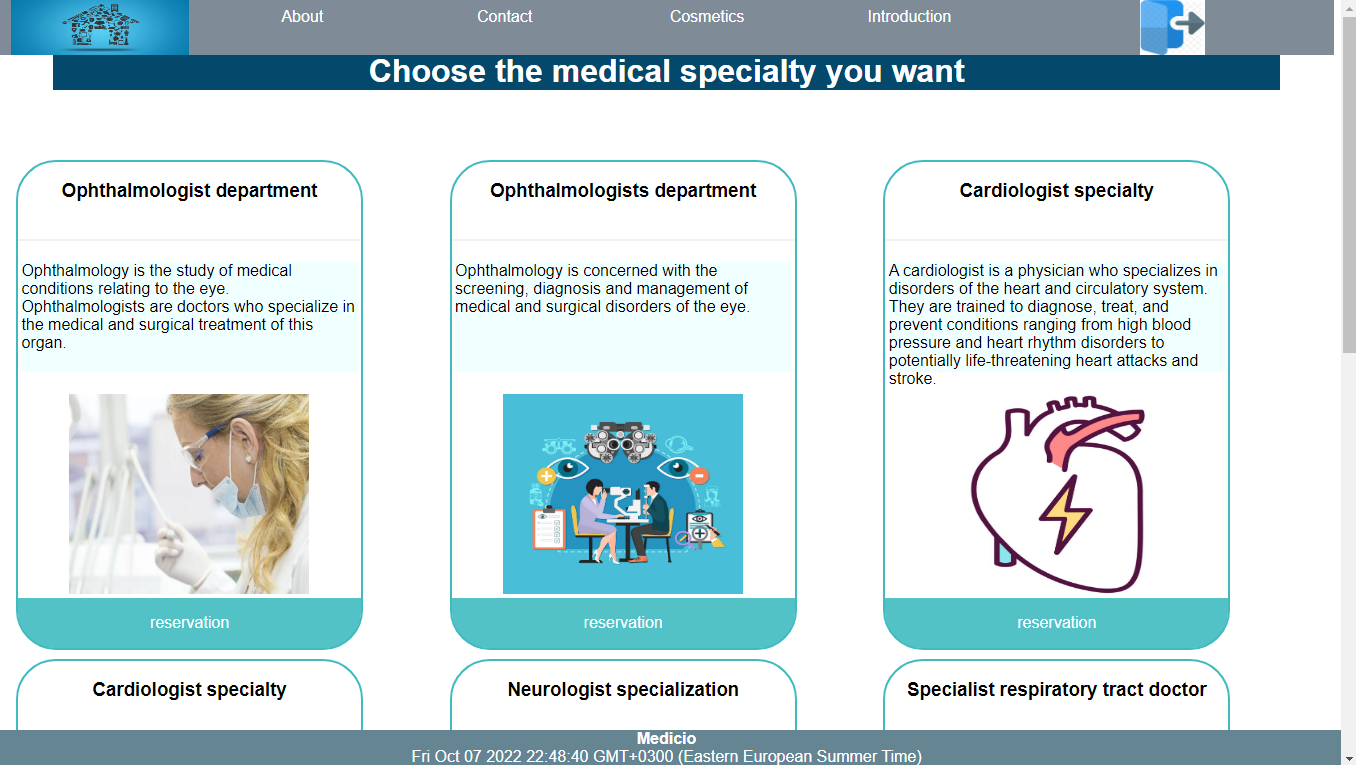 About
Contact
Cosmetics
Introduction
Choose the medical specialty you want
Ophthalmologist department
Ophthalmology is the study of medical
conditions relating to the eye.
Ophthalmologists are doctors who specialize in
the medical and surgical treatment of this
organ.
reservation
Ophthalmologists department
Ophthalmology is concerned with the
screening, diagnosis and management of
medical and surgical disorders of the eye.
reservation
Cardiologist specialty
A cardiologist is a physician who specializes in
disorders of the heart and circulatory system.
They are trained to diagnose, treat, and
prevent conditions ranging from high blood
pressure and heart rhythm disorders to
potentially life-threatening heart attacks and
stroke.
reservation
Cardiologist specialty
Neurologist specialization
Specialist respiratory tract doctor
Medicio
Fri Oct 07 2022 22:48:40 GMT+0300 (Eastern European Summer Time)